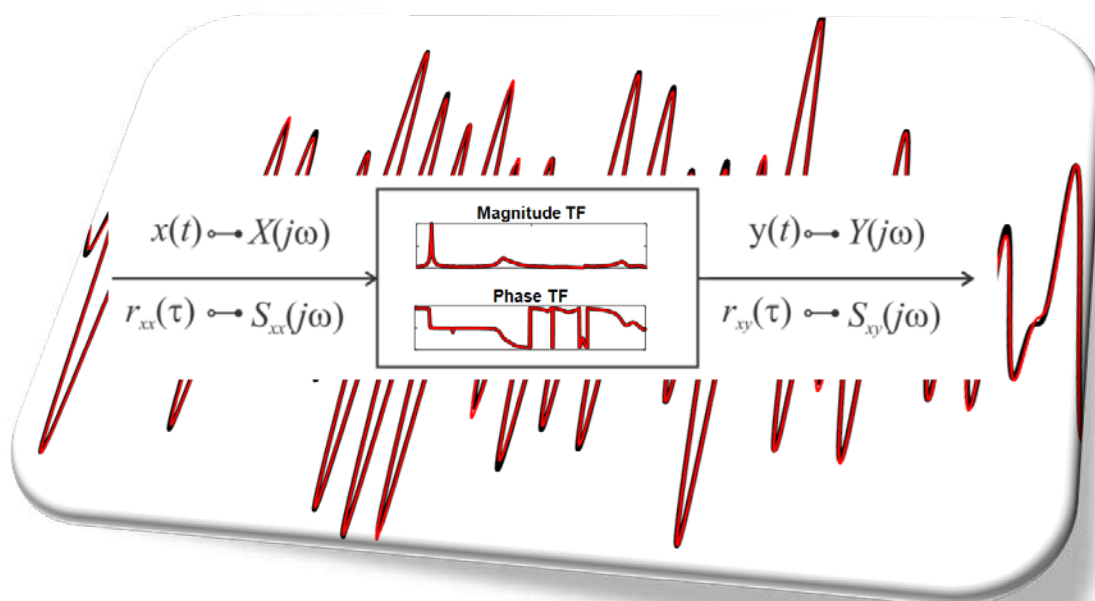 x(t) ○─● X(jω)
r_xx(τ) ○─● S_xx(jω)
Magnitude TF
Phase TF
y(t) ○─● Y(jω)
r_xy(τ) ○─● S_xy(jω)